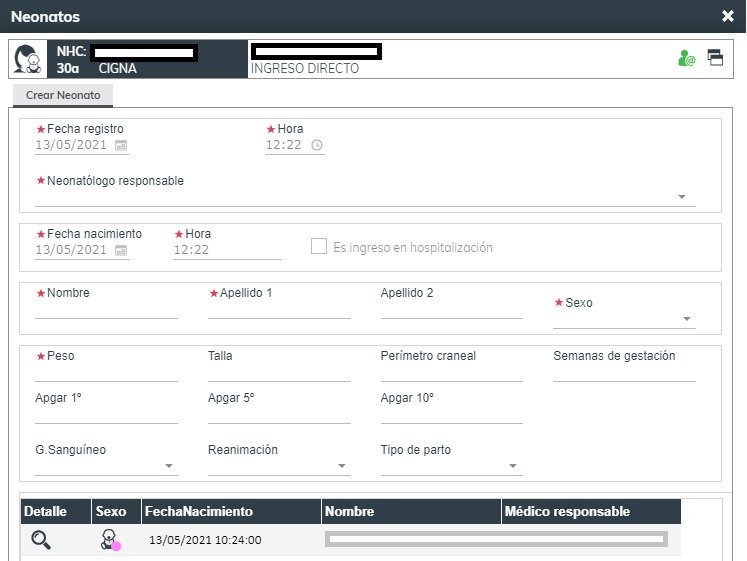 Neonatos
NHC:
30a CIGNA
INGRESO DIRECTO
Crear Neonato
★Fecha registro ★Hora
13/05/2021 12:22
★Neonatólogo responsable
★Fecha nacimiento ★Hora
13/05/2021 12:22 Es ingreso en hospitalización
★Nombre ★Apellido 1 Apellido 2 ★Sexo
★Peso Talla Perímetro craneal Semanas de gestación
Apgar 1º Apgar 5º Apgar 10º
G.Sanguíneo Reanimación Tipo de parto
Detalle Sexo FechaNacimiento Nombre Médico responsable
13/05/2021 10:24:00